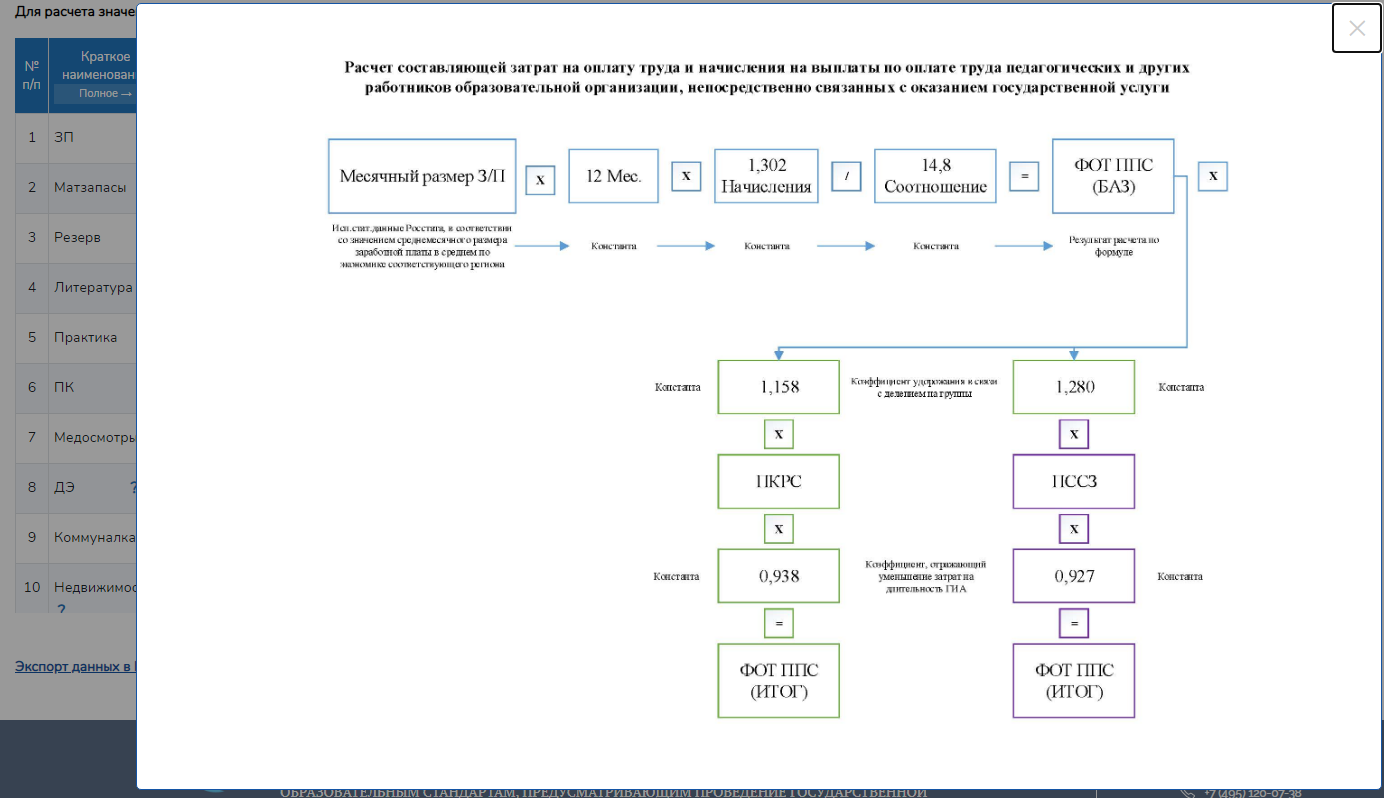 Для расчета значе
№
п/п
Краткое
наименован
Полное →
1 ЗП
2 Матзапасы
3 Резерв
4 Литература
5 Практика
6 ПК
7 Медосмотры
8 ДЭ ?
9 Коммуналка
10 Недвижимос
?
Экспорт данных в
Расчет составляющей затрат на оплату труда и начисления на выплаты по оплате труда педагогических и других
работников образовательной организации, непосредственно связанных с оказанием государственной услуги
Месячный размер З/П
х
12 Мес.
х
1,302
Начисления
/
14,8
Соотношение
=
ФОТ ППС
(БАЗ)
х
Исп.стат.данные Росстата, в соответствии
со значением среднемесячного размера
заработной платы в среднем по
экономике соответствующего региона
Константа
Константа
Константа
Результат расчета по
формуле
Константа
1,158
Коэффициент удорожания в связи
с делением на группы
1,280
Константа
х
х
ПКРС
ПССЗ
х
х
Константа
0,938
Коэффициент, отражающий
уменьшение затрат на
длительность ГИА
0,927
Константа
=
=
ФОТ ППС
(ИТОГ)
ФОТ ППС
(ИТОГ)
ОБРАЗОВАТЕЛЬНЫМ СТАНДАРТАМ, ПРЕДУСМАТРИВАЮЩИМ ПРОВЕДЕНИЕ ГОСУДАРСТВЕННОЙ
+7 (495) 120-07-38